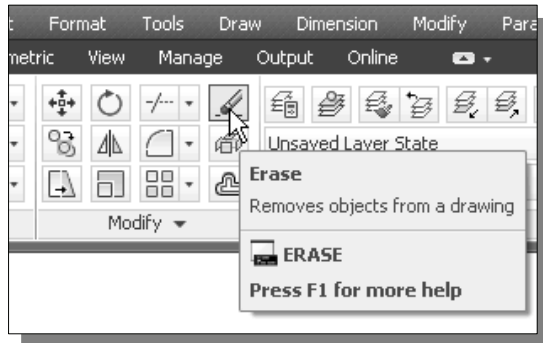 Format Tools Draw Dimension Modify Para
metric View Manage Output Online
Unsaved Layer State
Erase
Removes objects from a drawing
Modify
ERASE
Press F1 for more help